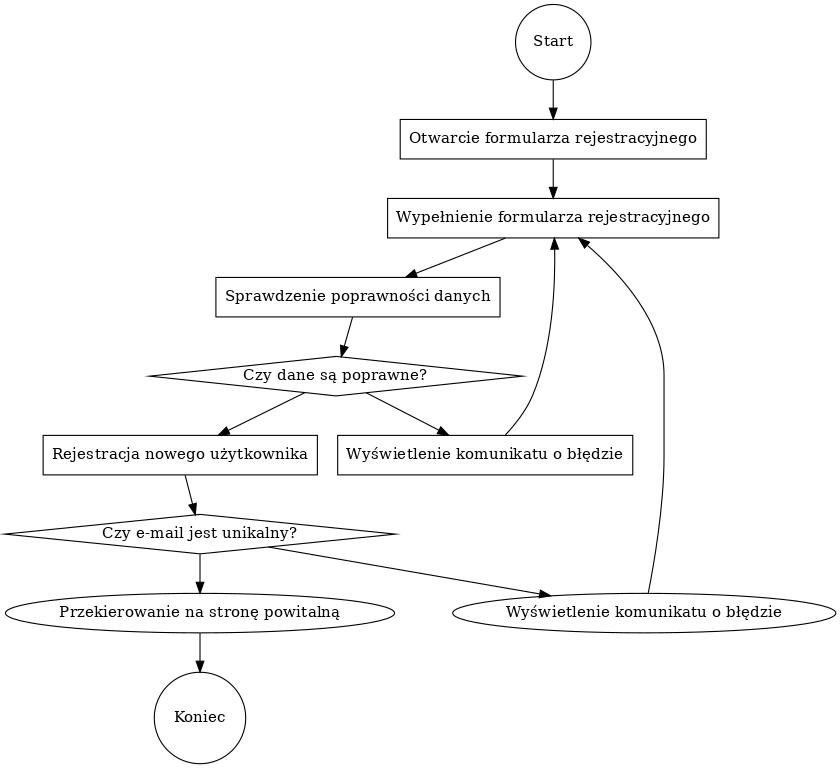 Start
Otwarcie formularza rejestracyjnego
Wypełnienie formularza rejestracyjnego
Sprawdzenie poprawności danych
Czy dane są poprawne?
Rejestracja nowego użytkownika
Wyświetlenie komunikatu o błędzie
Czy e-mail jest unikalny?
Przekierowanie na stronę powitalną
Wyświetlenie komunikatu o błędzie
Koniec